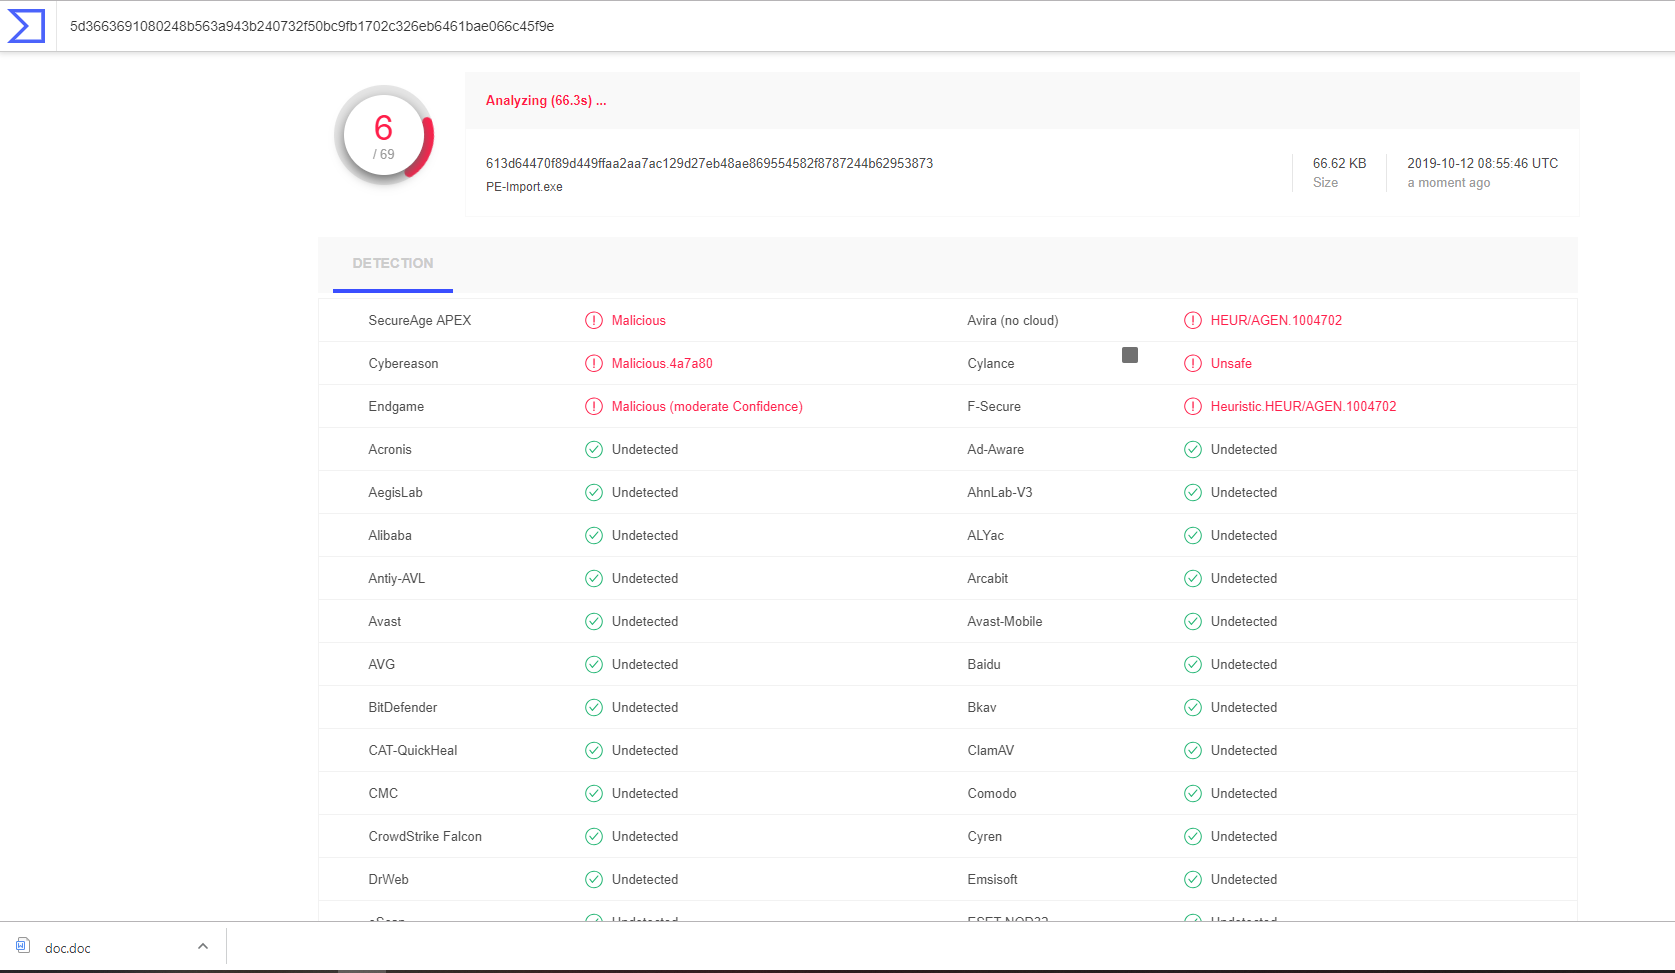 5d3663691080248b563a943b240732f50bc9fb1702c326eb6461bae066c45f9e
6
/ 69
Analyzing (66.3s) ...
613d64470f89d449ffaa2aa7ac129d27eb48ae869554582f8787244b62953873
PE-Import.exe
66.62 KB
Size
2019-10-12 08:55:46 UTC
a moment ago
DETECTION
SecureAge APEX Malicious Avira (no cloud) HEUR/AGEN.1004702
Cybereason Malicious.4a7a80 Cylance Unsafe
Endgame Malicious (moderate Confidence) F-Secure Heuristic.HEUR/AGEN.1004702
Acronis Undetected Ad-Aware Undetected
AegisLab Undetected AhnLab-V3 Undetected
Alibaba Undetected ALYac Undetected
Antiy-AVL Undetected Arcabit Undetected
Avast Undetected Avast-Mobile Undetected
AVG Undetected Baidu Undetected
BitDefender Undetected Bkav Undetected
CAT-QuickHeal Undetected ClamAV Undetected
CMC Undetected Comodo Undetected
CrowdStrike Falcon Undetected Cyren Undetected
DrWeb Undetected Emsisoft Undetected
eScan Undetected ESET-NOD32 Undetected
doc.doc